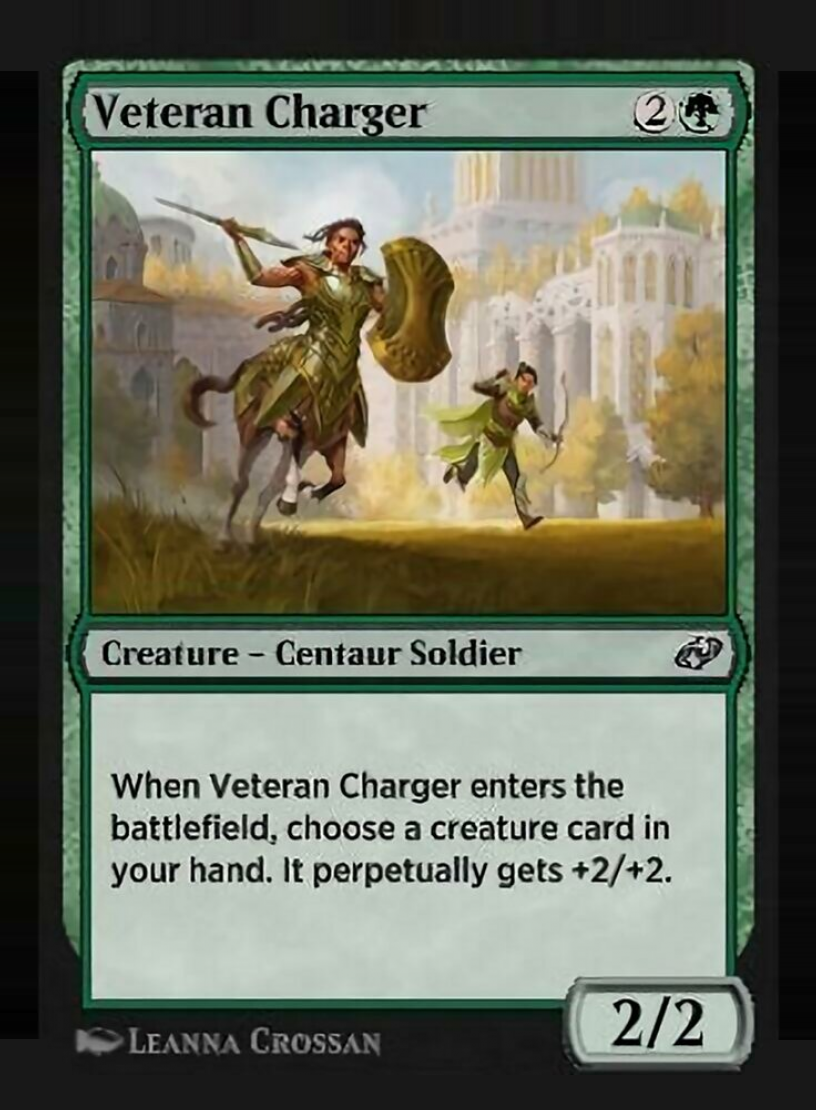 Veteran Charger 2
Creature – Centaur Soldier
When Veteran Charger enters the
battlefield, choose a creature card in
your hand. It perpetually gets +2/+2.
2/2
Leanna Crossan